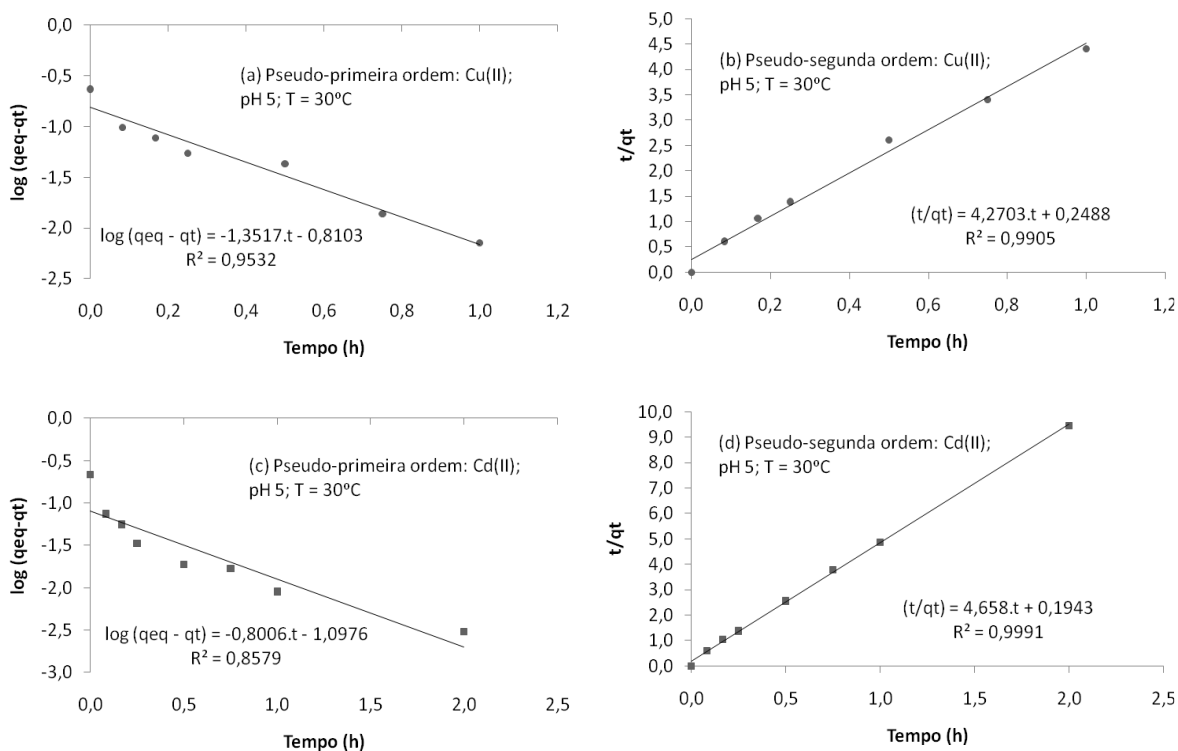 0,0
-0,5
-1,0
-1,5
-2,0
-2,5
log (qeq-qt)
(a) Pseudo-primeira ordem: Cu(II);
pH 5; T = 30ºC
log (qeq - qt) = -1,3517.t - 0,8103
R² = 0,9532
0,0 0,2 0,4 0,6 0,8 1,0 1,2
Tempo (h)
5,0
4,5
4,0
3,5
3,0
2,5
2,0
1,5
1,0
0,5
0,0
t/qt
(b) Pseudo-segunda ordem: Cu(II);
pH 5; T = 30ºC
(t/qt) = 4,2703.t + 0,2488
R² = 0,9905
0,0 0,2 0,4 0,6 0,8 1,0 1,2
Tempo (h)
0,0
-0,5
-1,0
-1,5
-2,0
-2,5
-3,0
log (qeq-qt)
(c) Pseudo-primeira ordem: Cd(II);
pH 5; T = 30ºC
log (qeq - qt) = -0,8006.t - 1,0976
R² = 0,8579
0,0 0,5 1,0 1,5 2,0 2,5
Tempo (h)
10,0
9,0
8,0
7,0
6,0
5,0
4,0
3,0
2,0
1,0
0,0
t/qt
(d) Pseudo-segunda ordem: Cd(II);
pH 5; T = 30ºC
(t/qt) = 4,658.t + 0,1943
R² = 0,9991
0,0 0,5 1,0 1,5 2,0 2,5
Tempo (h)